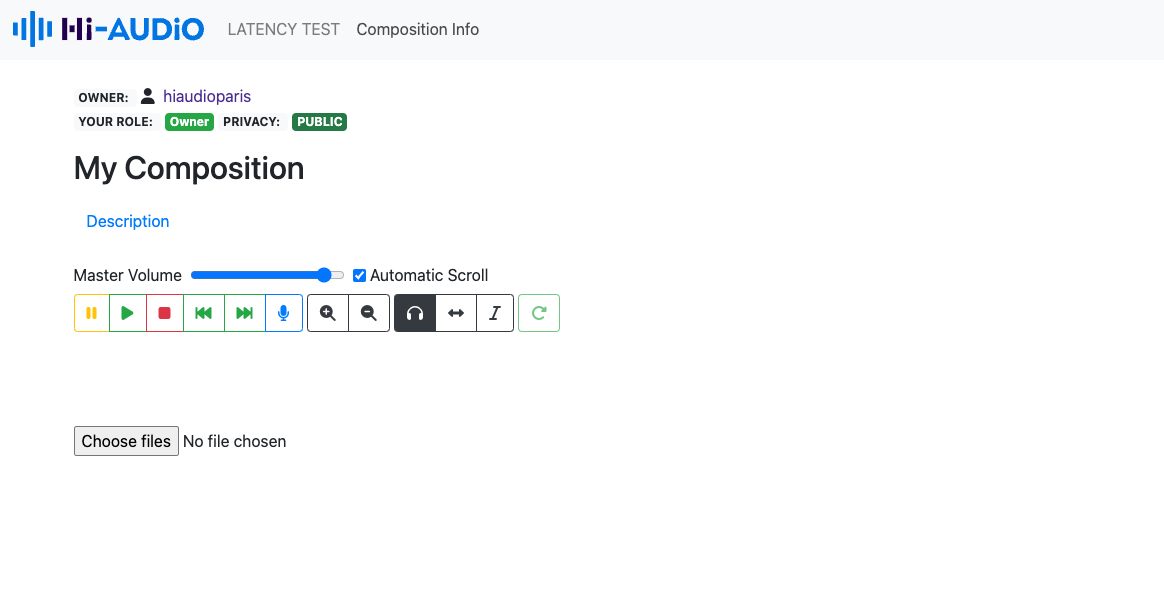 Hi-AUDiO LATENCY TEST Composition Info
OWNER: hiaudioparis
YOUR ROLE: Owner PRIVACY: PUBLIC
My Composition
Description
Master Volume Automatic Scroll
Choose files No file chosen